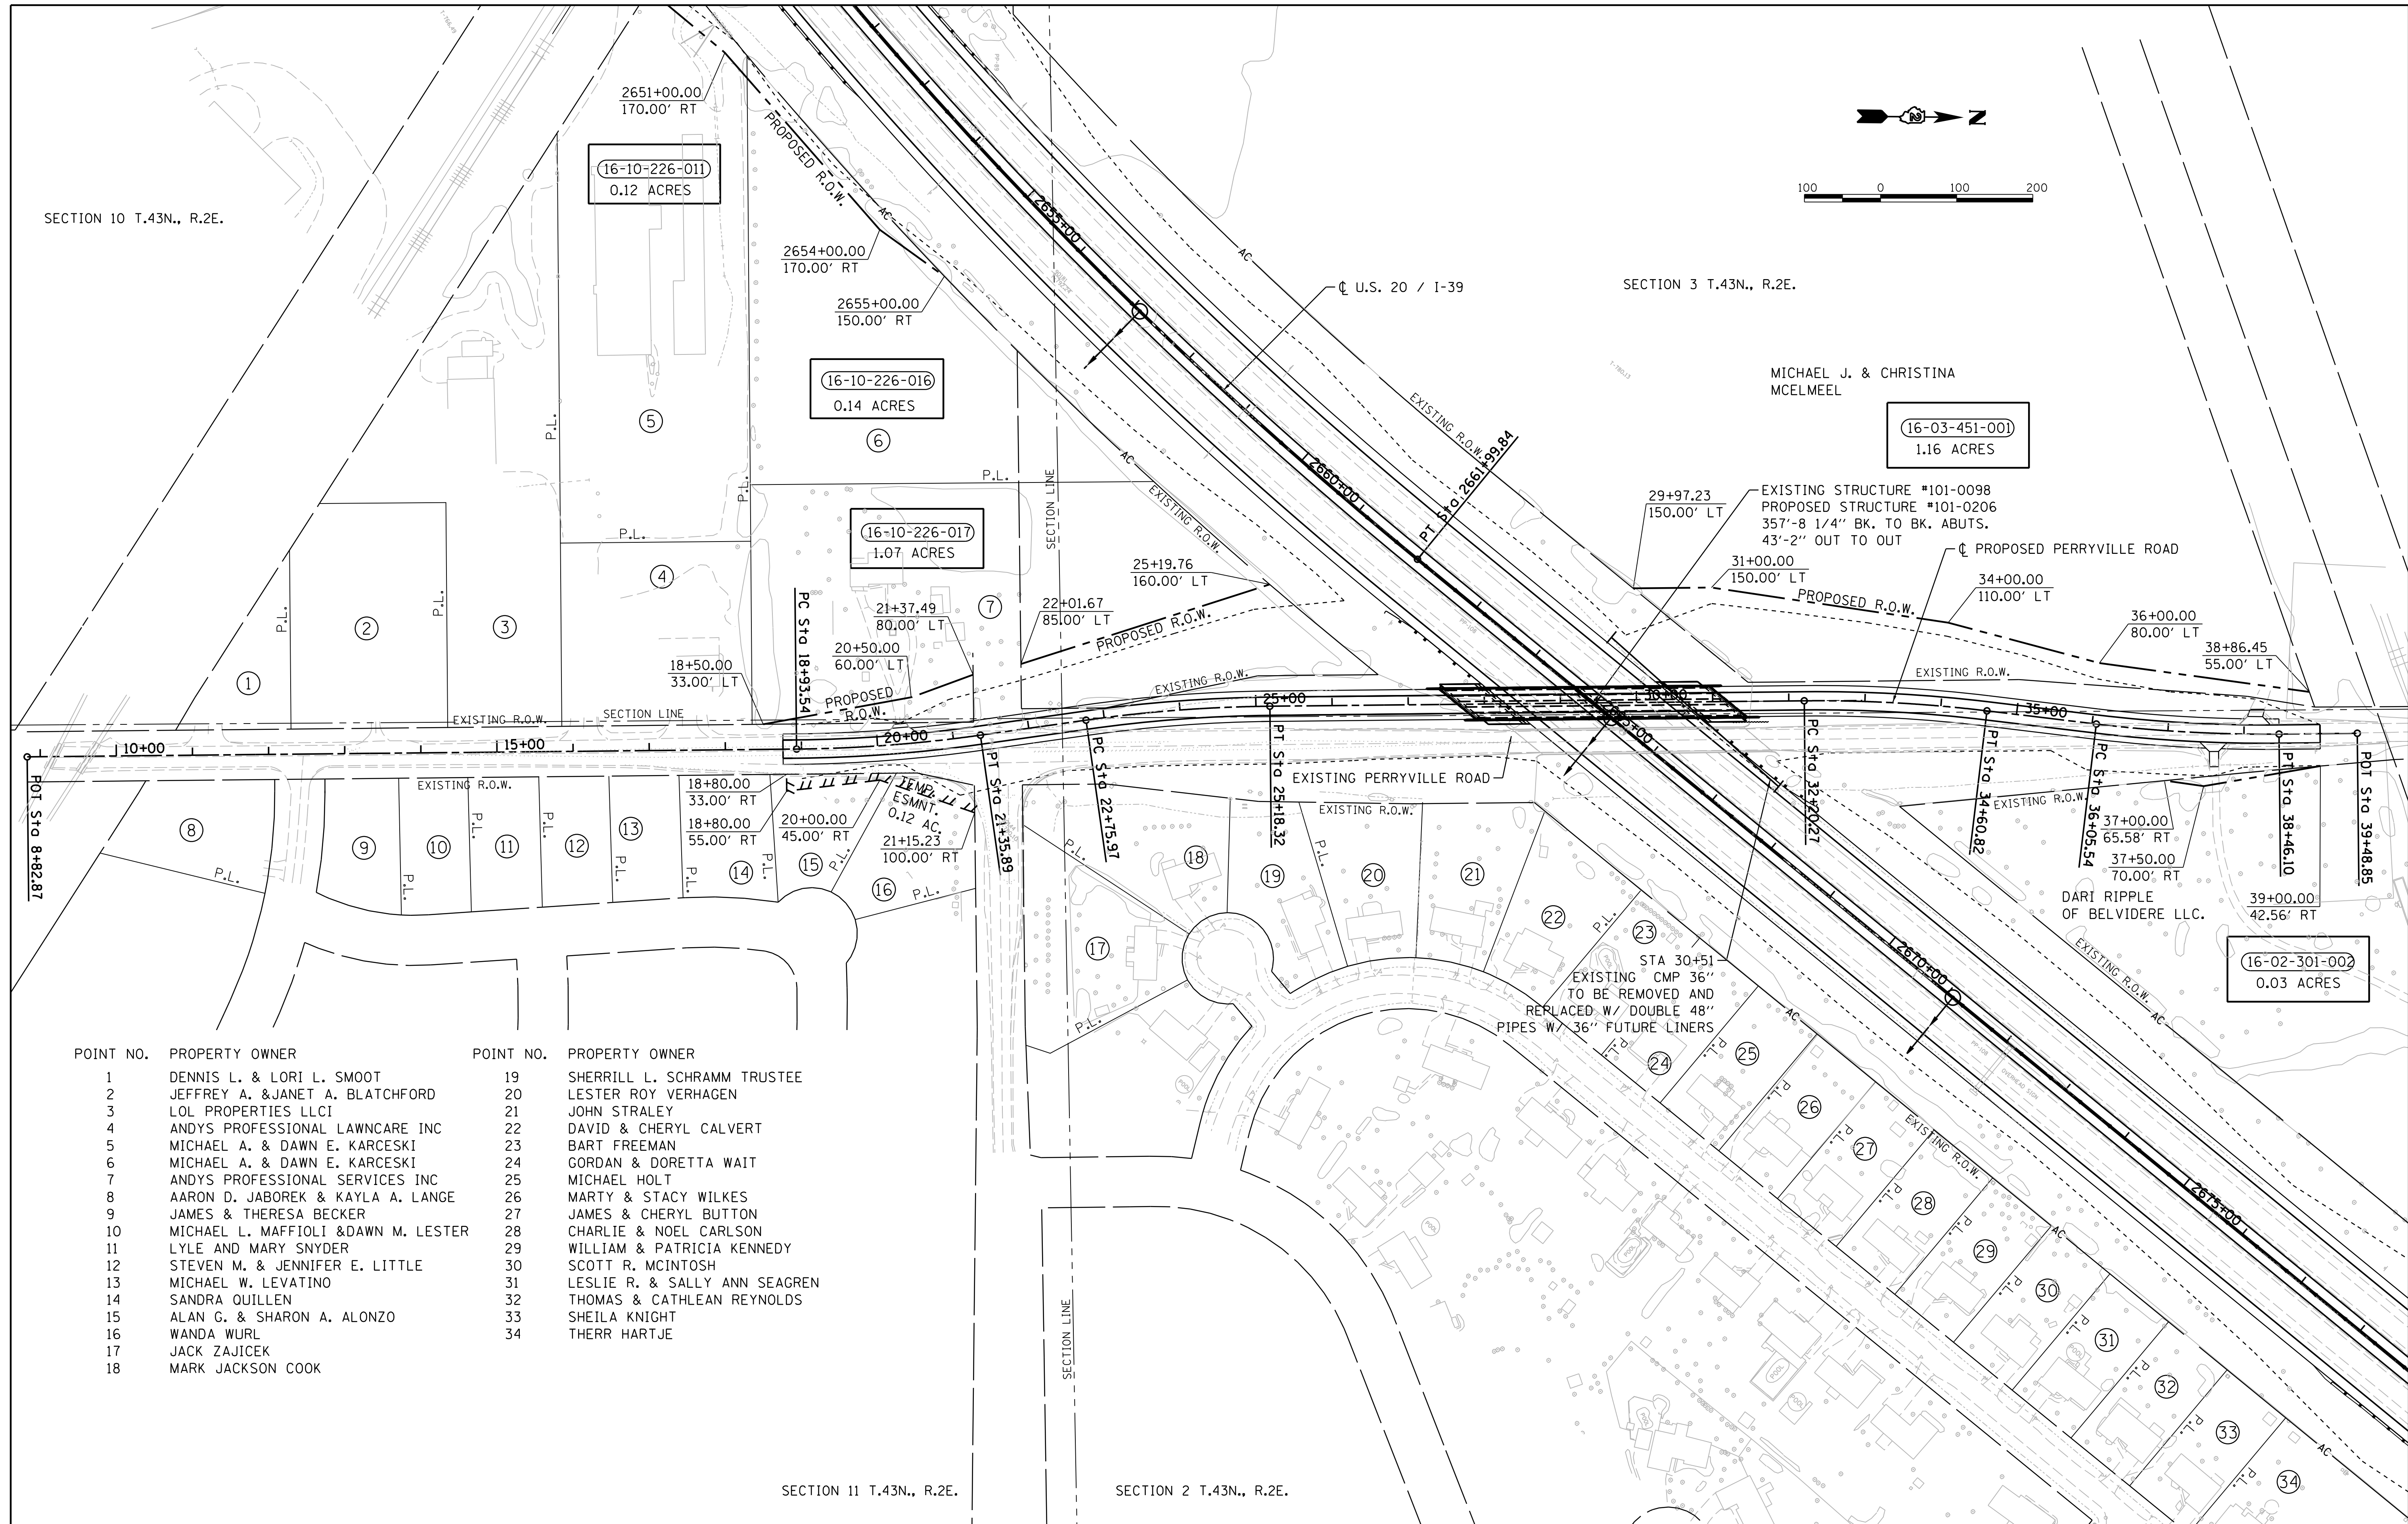 SECTION 10 T.43N., R.2E.
2651+00.00
170.00' RT
PROPOSED R.O.W.
16-10-226-011
0.12 ACRES
AC
2654+00.00
170.00' RT
2655+00.00
150.00' RT
2655+00
16-10-226-016
0.14 ACRES
℄ U.S. 20 / I-39
AC
SECTION 3 T.43N., R.2E.
N
100 0 100 200
MICHAEL J. & CHRISTINA
MCELMEEL
16-03-451-001
1.16 ACRES
EXISTING R.O.W.
2660+00
PT Sta. 2661+99.84
EXISTING STRUCTURE #101-0098
PROPOSED STRUCTURE #101-0206
357'-8 1/4" BK. TO BK. ABUTS.
43'-2" OUT TO OUT
℄ PROPOSED PERRYVILLE ROAD
29+97.23
150.00' LT
31+00.00
150.00' LT
PROPOSED R.O.W.
34+00.00
110.00' LT
36+00.00
80.00' LT
38+86.45
55.00' LT
EXISTING R.O.W.
5
6
P.L.
P.L.
P.L.
P.L.
SECTION LINE
AC
EXISTING R.O.W.
16-10-226-017
1.07 ACRES
25+19.76
160.00' LT
22+01.67
85.00' LT
PROPOSED R.O.W.
7
21+37.49
80.00' LT
20+50.00
60.00' LT
PC Sta 18+93.54
18+50.00
33.00' LT
PROPOSED
R.O.W.
4
3
P.L.
2
P.L.
1
EXISTING R.O.W.
SECTION LINE
EXISTING R.O.W.
10+00
15+00
20+00
25+00
30+00
35+00
POT Sta 8+82.87
PT Sta 21+35.89
PC Sta 22+75.97
PT Sta 25+18.32
PC Sta 32+20.27
PT Sta 34+60.82
PC Sta 36+05.54
PT Sta 38+46.10
POT Sta 39+48.85
EXISTING PERRYVILLE ROAD
EXISTING R.O.W.
18+80.00
33.00' RT
18+80.00
55.00' RT
20+00.00
45.00' RT
TEMP.
ESMNT.
0.12 AC.
21+15.23
100.00' RT
EXISTING R.O.W.
EXISTING R.O.W.
37+00.00
65.58' RT
37+50.00
70.00' RT
DARI RIPPLE
OF BELVIDERE LLC.
39+00.00
42.56' RT
16-02-301-002
0.03 ACRES
8
P.L.
9
P.L.
10
P.L.
11
P.L.
12
P.L.
13
P.L.
14
P.L.
15
P.L.
16
P.L.
17
P.L.
P.L.
18
19
P.L.
20
21
22
P.L.
23
STA 30+51
EXISTING CMP 36"
TO BE REMOVED AND
REPLACED W/ DOUBLE 48"
PIPES W/ 36" FUTURE LINERS
2670+00
EXISTING R.O.W.
AC
AC
P.L.
24
P.L.
25
P.L.
26
P.L.
27
P.L.
28
EXISTING R.O.W.
OVERHEAD SIGN
2675+00
P.L.
29
AC
P.L.
30
P.L.
31
P.L.
32
P.L.
33
AC
P.L.
34
POOL
POOL
POOL
POOL
POOL
POOL
POINT NO. PROPERTY OWNER
1 DENNIS L. & LORI L. SMOOT
2 JEFFREY A. &JANET A. BLATCHFORD
3 LOL PROPERTIES LLCI
4 ANDYS PROFESSIONAL LAWNCARE INC
5 MICHAEL A. & DAWN E. KARCESKI
6 MICHAEL A. & DAWN E. KARCESKI
7 ANDYS PROFESSIONAL SERVICES INC
8 AARON D. JABOREK & KAYLA A. LANGE
9 JAMES & THERESA BECKER
10 MICHAEL L. MAFFIOLI &DAWN M. LESTER
11 LYLE AND MARY SNYDER
12 STEVEN M. & JENNIFER E. LITTLE
13 MICHAEL W. LEVATINO
14 SANDRA QUILLEN
15 ALAN G. & SHARON A. ALONZO
16 WANDA WURL
17 JACK ZAJICEK
18 MARK JACKSON COOK
POINT NO. PROPERTY OWNER
19 SHERRILL L. SCHRAMM TRUSTEE
20 LESTER ROY VERHAGEN
21 JOHN STRALEY
22 DAVID & CHERYL CALVERT
23 BART FREEMAN
24 GORDAN & DORETTA WAIT
25 MICHAEL HOLT
26 MARTY & STACY WILKES
27 JAMES & CHERYL BUTTON
28 CHARLIE & NOEL CARLSON
29 WILLIAM & PATRICIA KENNEDY
30 SCOTT R. MCINTOSH
31 LESLIE R. & SALLY ANN SEAGREN
32 THOMAS & CATHLEAN REYNOLDS
33 SHEILA KNIGHT
34 THERR HARTJE
SECTION LINE
SECTION 11 T.43N., R.2E.
SECTION 2 T.43N., R.2E.